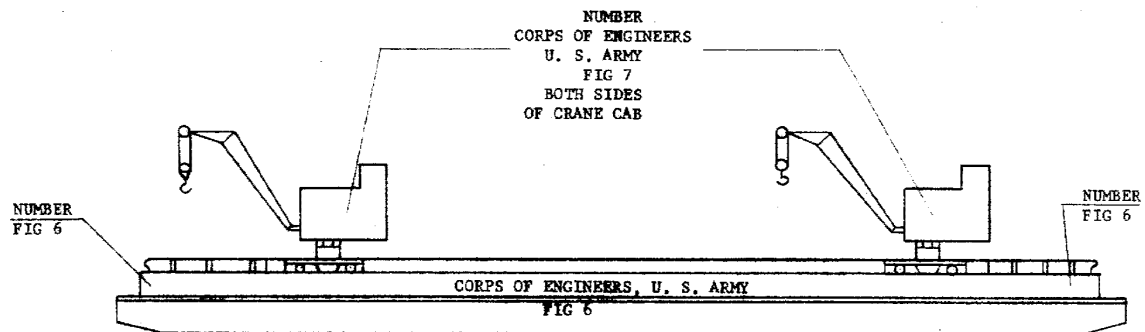 NUMBER
CORPS OF ENGINEERS
U. S. ARMY
FIG 7
BOTH SIDES
OF CRANE CAB
NUMBER
FIG 6
NUMBER
FIG 6
CORPS OF ENGINEERS, U. S. ARMY
FIG 6